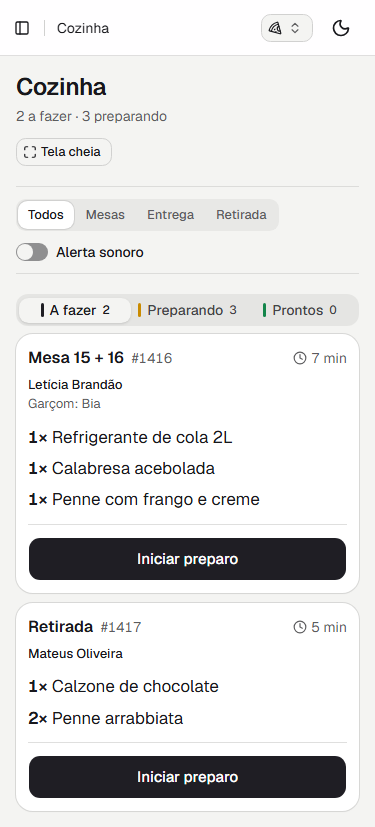 Cozinha
Cozinha
2 a fazer · 3 preparando
Tela cheia
Todos Mesas Entrega Retirada
Alerta sonoro
A fazer 2 Preparando 3 Prontos 0
Mesa 15 + 16 #1416 7 min
Letícia Brandão
Garçom: Bia
1× Refrigerante de cola 2L
1× Calabresa acebolada
1× Penne com frango e creme
Iniciar preparo
Retirada #1417 5 min
Mateus Oliveira
1× Calzone de chocolate
2× Penne arrabbiata
Iniciar preparo